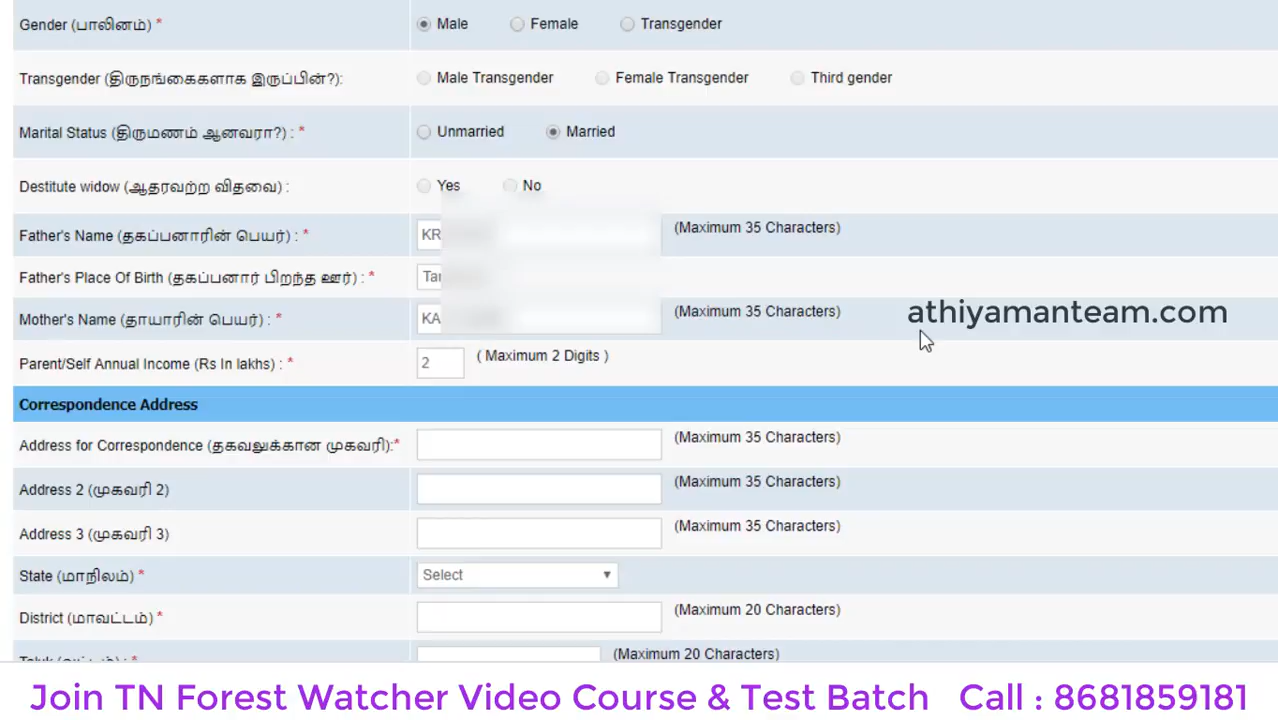 Gender (பாலினம்) * Male Female Transgender
Transgender (திருநங்கைகளாக இருப்பின்?): Male Transgender Female Transgender Third gender
Marital Status (திருமணம் ஆனவரா?) : * Unmarried Married
Destitute widow (ஆதரவற்ற விதவை) : Yes No
Father's Name (தகப்பனாரின் பெயர்) : * KR (Maximum 35 Characters)
Father's Place Of Birth (தகப்பனார் பிறந்த ஊர்) : * Tan
Mother's Name (தாயாரின் பெயர்) : * KA (Maximum 35 Characters)
athiyamanteam.com
Parent/Self Annual Income (Rs In lakhs) : * 2 ( Maximum 2 Digits )
Correspondence Address
Address for Correspondence (தகவலுக்கான முகவரி):* (Maximum 35 Characters)
Address 2 (முகவரி 2) (Maximum 35 Characters)
Address 3 (முகவரி 3) (Maximum 35 Characters)
State (மாநிலம்) * Select
District (மாவட்டம்) * (Maximum 20 Characters)
Taluk (வட்டம்) : * (Maximum 20 Characters)
Join TN Forest Watcher Video Course & Test Batch Call : 8681859181